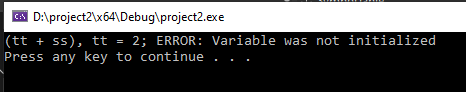 D:\project2\x64\Debug\project2.exe
(tt + ss), tt = 2; ERROR: Variable was not initialized
Press any key to continue . . .